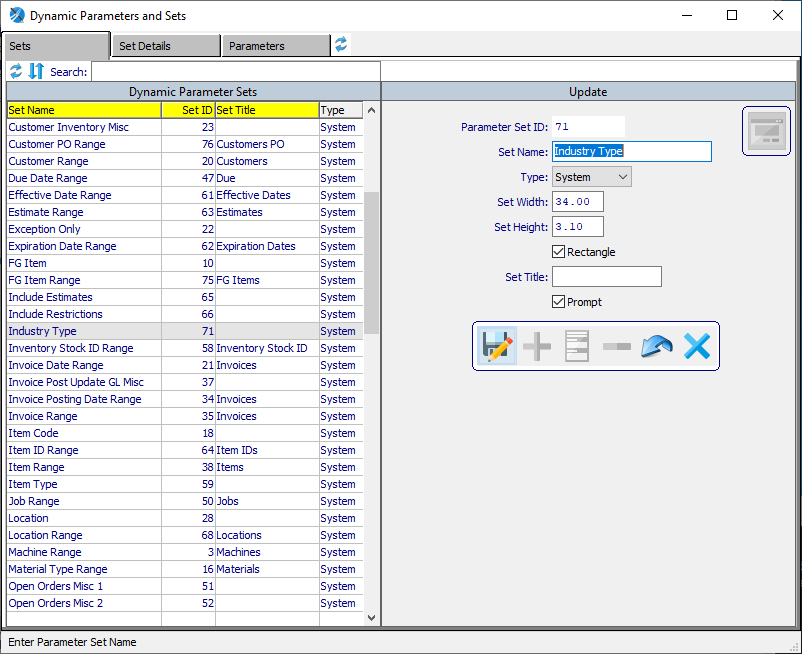 Dynamic Parameters and Sets
Sets Set Details Parameters
Search:
Dynamic Parameter Sets
Set Name Set ID Set Title Type
Customer Inventory Misc 23 System
Customer PO Range 76 Customers PO System
Customer Range 20 Customers System
Due Date Range 47 Due System
Effective Date Range 61 Effective Dates System
Estimate Range 63 Estimates System
Exception Only 22 System
Expiration Date Range 62 Expiration Dates System
FG Item 10 System
FG Item Range 75 FG Items System
Include Estimates 65 System
Include Restrictions 66 System
Industry Type 71 System
Inventory Stock ID Range 58 Inventory Stock ID System
Invoice Date Range 21 Invoices System
Invoice Post Update GL Misc 37 System
Invoice Posting Date Range 34 Invoices System
Invoice Range 35 Invoices System
Item Code 18 System
Item ID Range 64 Item IDs System
Item Range 38 Items System
Item Type 59 System
Job Range 50 Jobs System
Location 28 System
Location Range 68 Locations System
Machine Range 3 Machines System
Material Type Range 16 Materials System
Open Orders Misc 1 51 System
Open Orders Misc 2 52 System
Update
Parameter Set ID: 71
Set Name: Industry Type
Type: System
Set Width: 34.00
Set Height: 3.10
Rectangle
Set Title:
Prompt
Enter Parameter Set Name